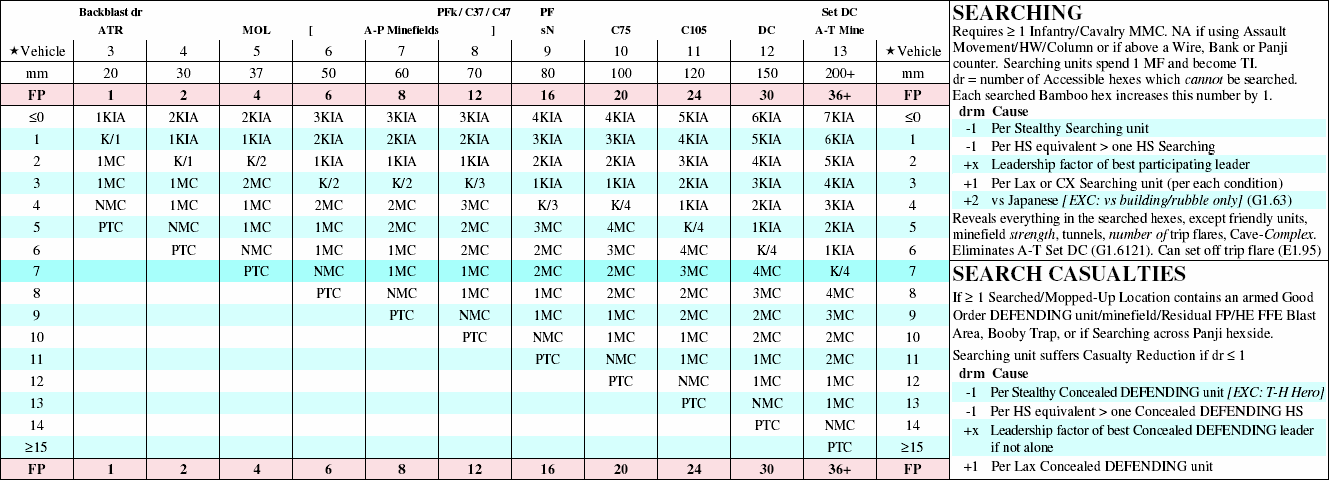 Backblast dr PFk / C37 / C47 PF Set DC
ATR MOL [ A-P Minefields ] sN C75 C105 A-T Mine
★Vehicle 3 4 5 6 7 8 9 10 11 12 13 ★Vehicle
mm 20 30 37 50 60 70 80 100 120 150 200+ mm
FP 1 2 4 6 8 12 16 20 24 30 36+ FP
≤0 1KIA 2KIA 2KIA 3KIA 3KIA 3KIA 4KIA 4KIA 5KIA 6KIA 7KIA ≤0
1 K/1 1KIA 1KIA 2KIA 2KIA 2KIA 3KIA 3KIA 4KIA 5KIA 6KIA 1
2 1MC K/1 K/2 1KIA 1KIA 1KIA 2KIA 2KIA 3KIA 4KIA 5KIA 2
3 1MC 1MC 2MC K/2 K/2 K/3 1KIA 1KIA 2KIA 3KIA 4KIA 3
4 NMC 1MC 1MC 2MC 2MC 3MC K/3 K/4 1KIA 2KIA 3KIA 4
5 PTC NMC 1MC 1MC 2MC 2MC 3MC 4MC K/4 1KIA 2KIA 5
6 PTC NMC 1MC 1MC 2MC 2MC 3MC 4MC K/4 1KIA 6
7 PTC NMC 1MC 1MC 2MC 2MC 3MC 4MC K/4 7
8 PTC NMC 1MC 1MC 2MC 2MC 3MC 4MC 8
9 PTC NMC 1MC 1MC 2MC 2MC 3MC 9
10 PTC NMC 1MC 1MC 2MC 2MC 10
11 PTC NMC 1MC 1MC 2MC 11
12 PTC NMC 1MC 1MC 12
13 PTC NMC 1MC 13
14 PTC NMC 14
≥15 PTC ≥15
FP 1 2 4 6 8 12 16 20 24 30 36+ FP
SEARCHING
Requires ≥ 1 Infantry/Cavalry MMC. NA if using Assault
Movement/HW/Column or if above a Wire, Bank or Panji
counter. Searching units spend 1 MF and become TI.
dr = number of Accessible hexes which cannot be searched.
Each searched Bamboo hex increases this number by 1.
drm Cause
-1 Per Stealthy Searching unit
-1 Per HS equivalent > one HS Searching
+x Leadership factor of best participating leader
+1 Per Lax or CX Searching unit (per each condition)
+2 vs Japanese [EXC: vs building/rubble only] (G1.63)
Reveals everything in the searched hexes, except friendly units,
minefield strength, tunnels, number of trip flares, Cave-Complex.
Eliminates A-T Set DC (G1.6121). Can set off trip flare (E1.95)
SEARCH CASUALTIES
If ≥ 1 Searched/Mopped-Up Location contains an armed Good
Order DEFENDING unit/minefield/Residual FP/HE FFE Blast
Area, Booby Trap, or if Searching across Panji hexside.
Searching unit suffers Casualty Reduction if dr ≤ 1
drm Cause
-1 Per Stealthy Concealed DEFENDING unit [EXC: T-H Hero]
-1 Per HS equivalent > one Concealed DEFENDING HS
+x Leadership factor of best Concealed DEFENDING leader
if not alone
+1 Per Lax Concealed DEFENDING unit